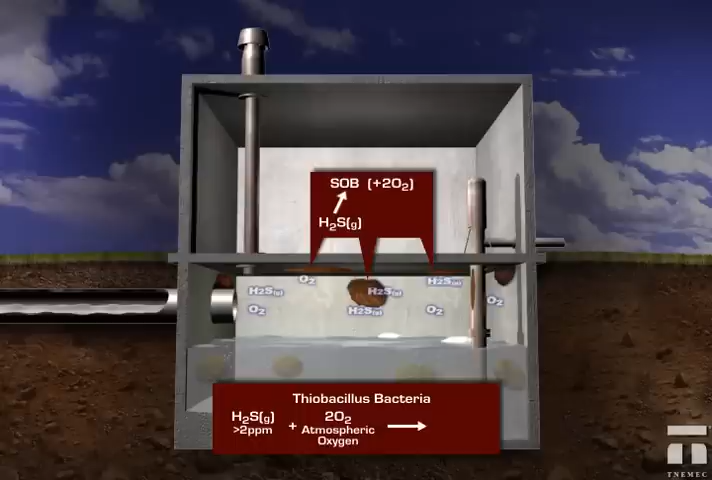 SOB (+2O₂)
H₂S(g)
O₂
H₂S(g)
H₂S(g)
H₂S(g)
O₂
O₂
H₂S(g)
O₂
Thiobacillus Bacteria
H₂S(g) + 2O₂
>2ppm Atmospheric
Oxygen
TNEMEC